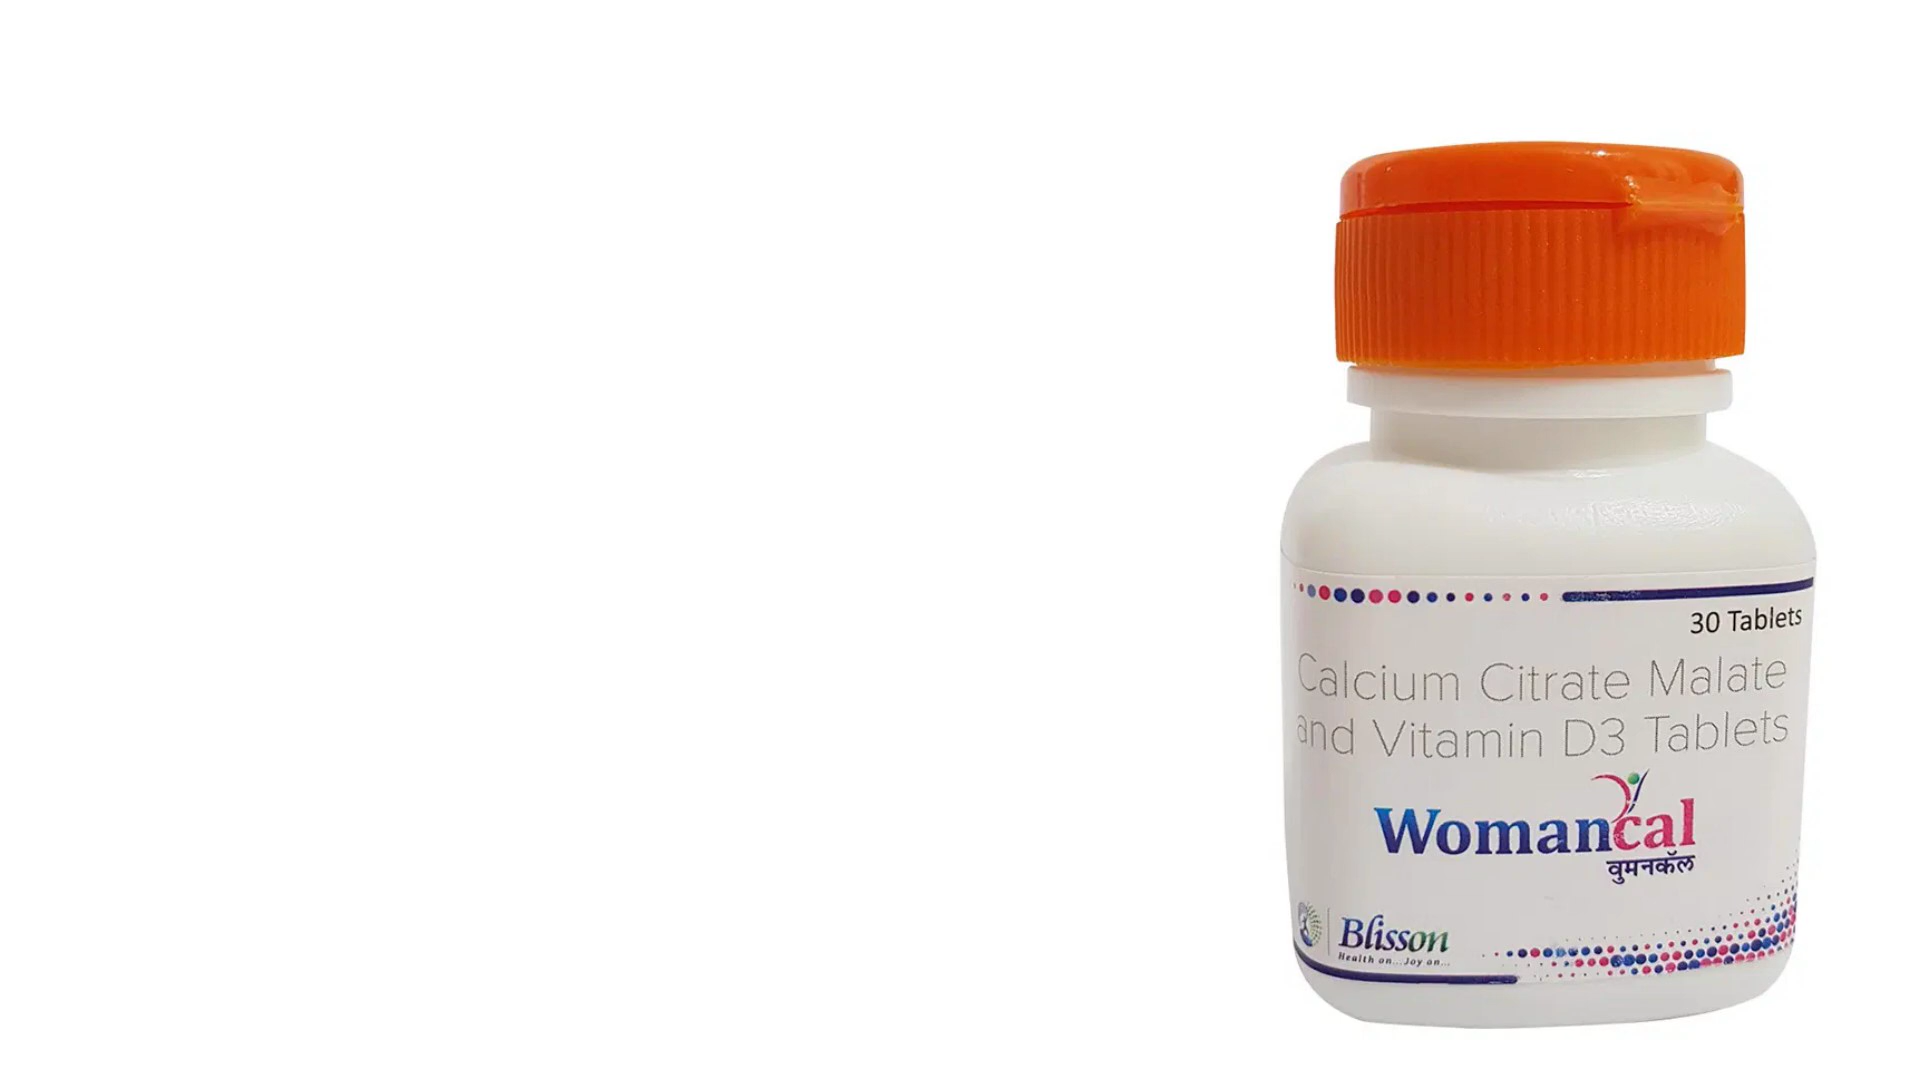 30 Tablets
Calcium Citrate Malate
and Vitamin D3 Tablets
Womancal
वुमनकॅल
Blisson
Health on...Joy on...